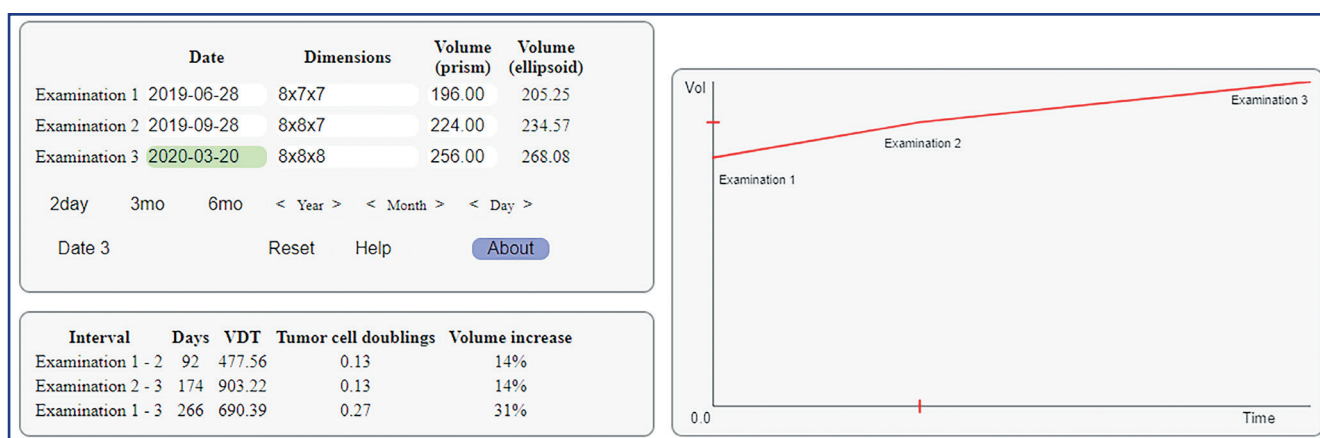 Date Dimensions Volume (prism) Volume (ellipsoid)
Examination 1 2019-06-28 8x7x7 196.00 205.25
Examination 2 2019-09-28 8x8x7 224.00 234.57
Examination 3 2020-03-20 8x8x8 256.00 268.08
2day 3mo 6mo < Year > < Month > < Day >
Date 3 Reset Help About
Interval Days VDT Tumor cell doublings Volume increase
Examination 1 - 2 92 477.56 0.13 14%
Examination 2 - 3 174 903.22 0.13 14%
Examination 1 - 3 266 690.39 0.27 31%
Vol
Examination 3
Examination 2
Examination 1
0.0 Time